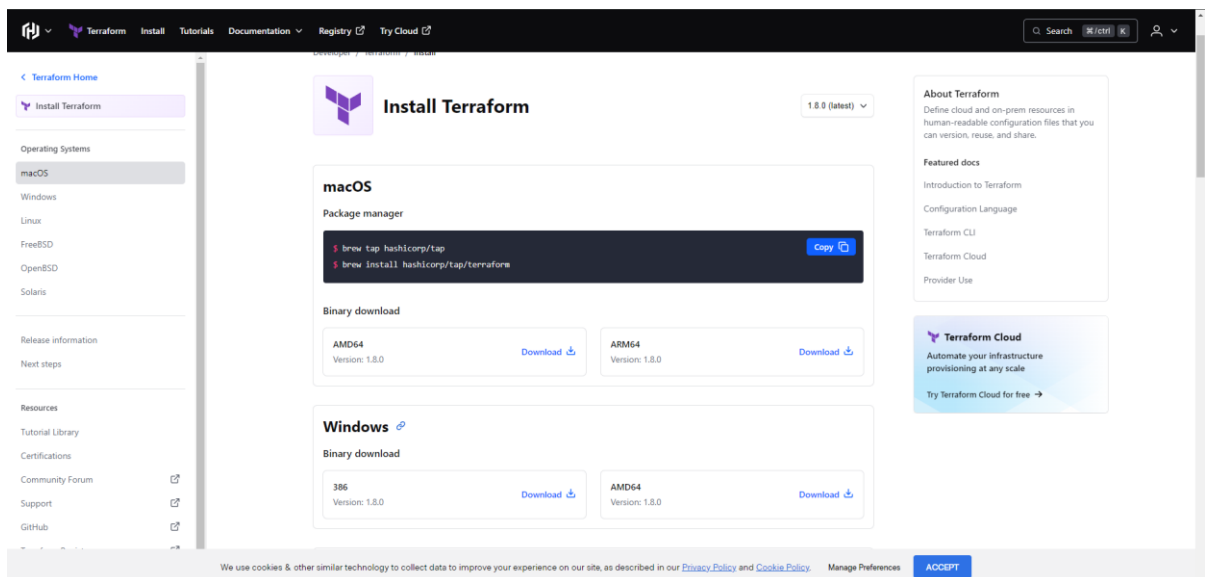 Terraform Install Tutorials Documentation Registry Try Cloud Search ⌘/ctrl K
Developer / Terraform / Install
Terraform Home
Install Terraform
Operating Systems
macOS
Windows
Linux
FreeBSD
OpenBSD
Solaris
Release information
Next steps
Resources
Tutorial Library
Certifications
Community Forum
Support
GitHub
Install Terraform
1.8.0 (latest)
macOS
Package manager
$ brew tap hashicorp/tap
$ brew install hashicorp/tap/terraform
Copy
Binary download
AMD64
Version: 1.8.0
Download
ARM64
Version: 1.8.0
Download
Windows
Binary download
386
Version: 1.8.0
Download
AMD64
Version: 1.8.0
Download
About Terraform
Define cloud and on-prem resources in
human-readable configuration files that you
can version, reuse, and share.
Featured docs
Introduction to Terraform
Configuration Language
Terraform CLI
Terraform Cloud
Provider Use
Terraform Cloud
Automate your infrastructure
provisioning at any scale
Try Terraform Cloud for free →
We use cookies & other similar technology to collect data to improve your experience on our site, as described in our Privacy Policy and Cookie Policy. Manage Preferences ACCEPT